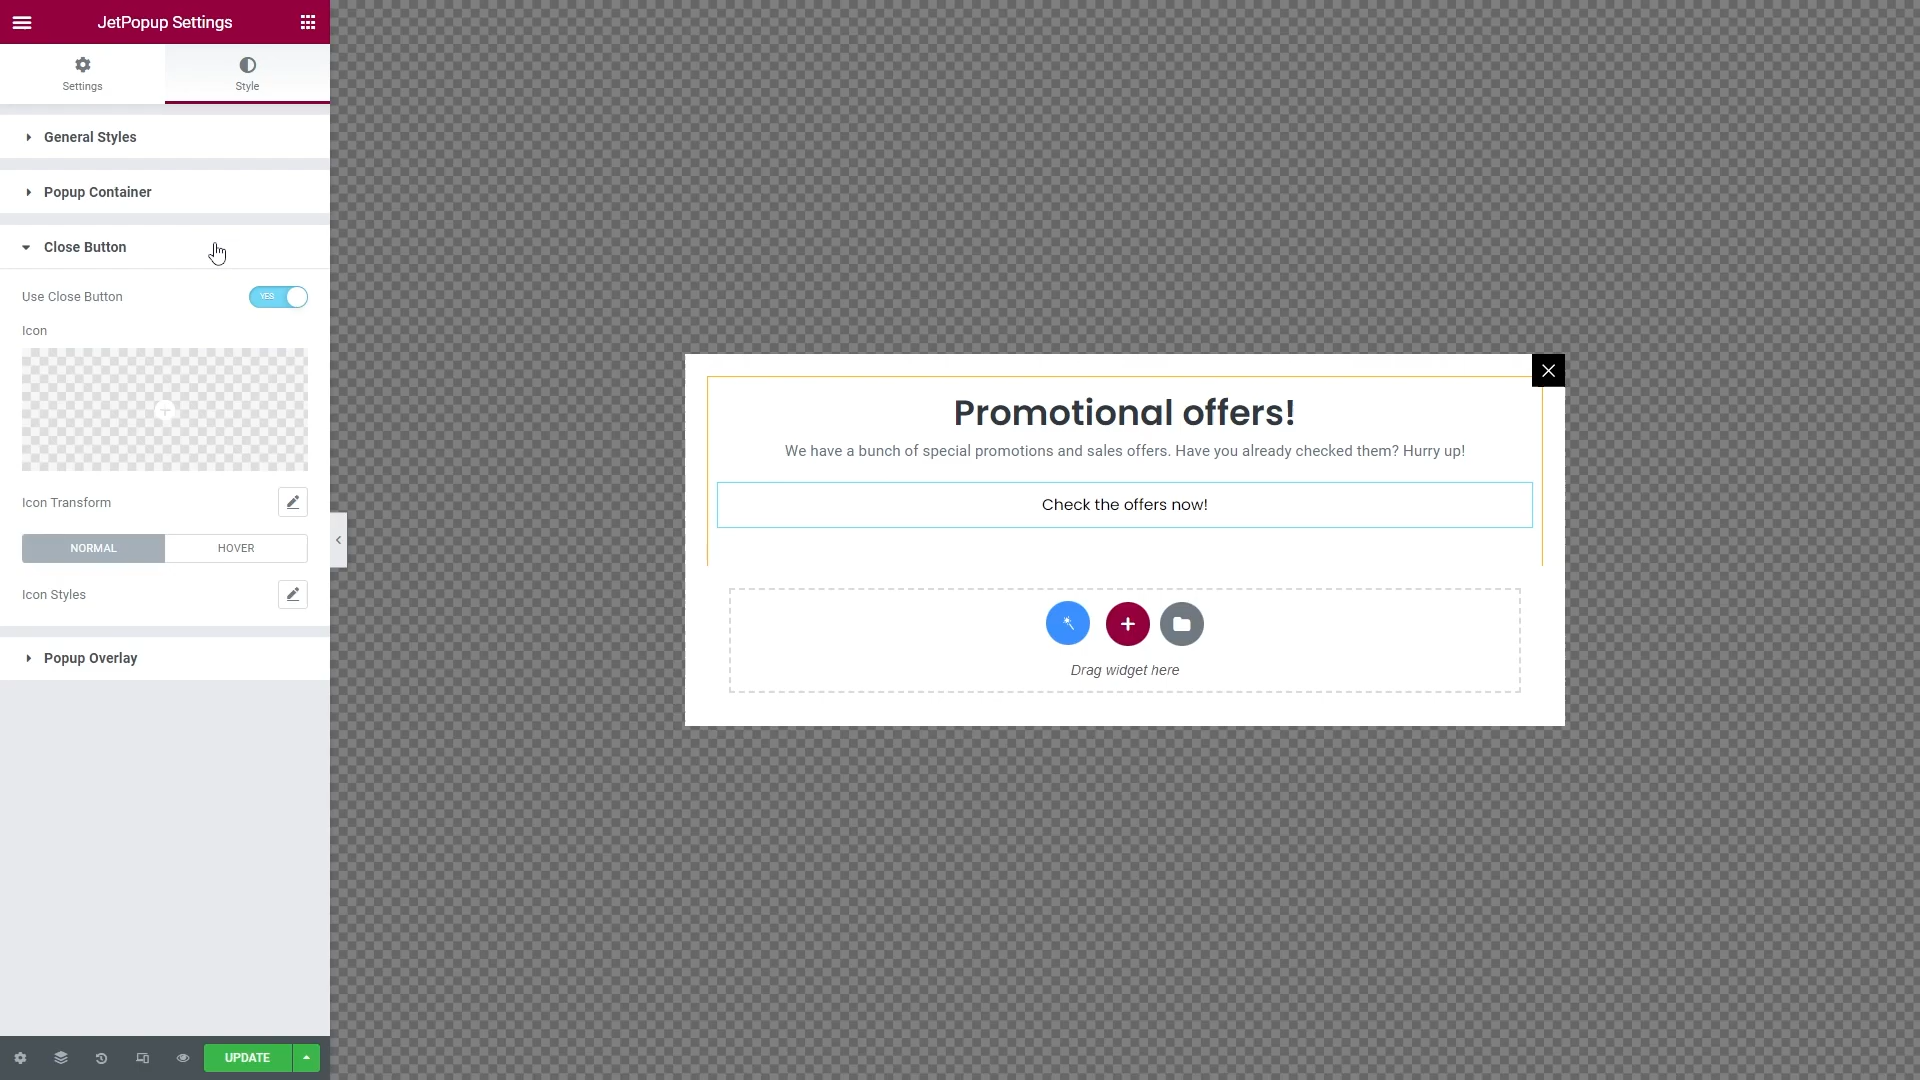 JetPopup Settings
Settings
Style
General Styles
Popup Container
Close Button
Use Close Button
YES
Icon
Icon Transform
NORMAL
HOVER
Icon Styles
Popup Overlay
UPDATE
Promotional offers!
We have a bunch of special promotions and sales offers. Have you already checked them? Hurry up!
Check the offers now!
Drag widget here